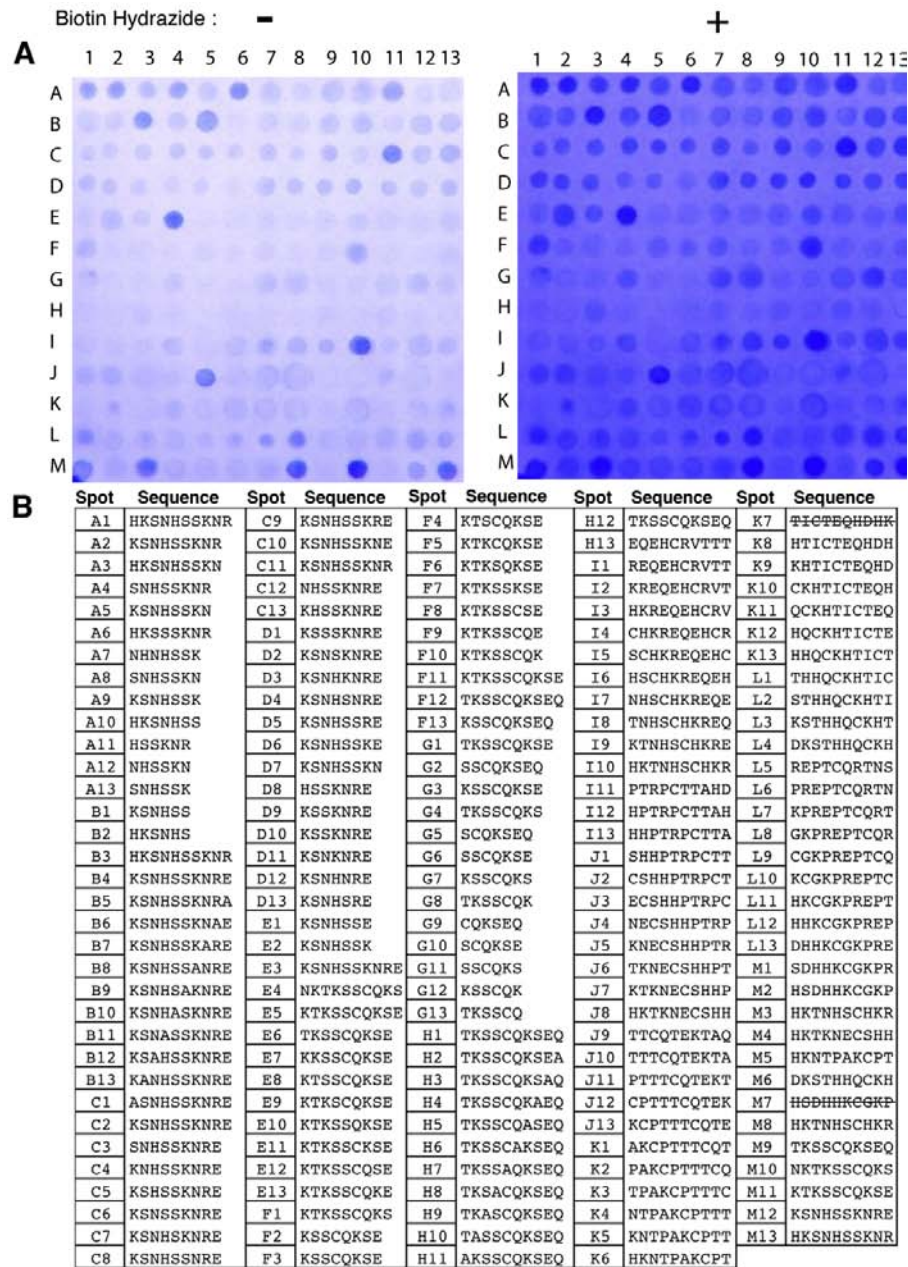 Biotin Hydrazide : - +
A 1 2 3 4 5 6 7 8 9 10 11 12 13 1 2 3 4 5 6 7 8 9 10 11 12 13
A A
B B
C C
D D
E E
F F
G G
H H
I I
J J
K K
L L
M M
B Spot Sequence Spot Sequence Spot Sequence Spot Sequence Spot Sequence
A1 HKSNHSSKNR C9 KSNHSSKRE F4 KTSCQKSE H12 TKSSCQKSEQ K7 TICTEQHDHK
A2 KSNHSSKNR C10 KSNHSSKNE F5 KTKCQKSE H13 EQEHCRVTTT K8 HTICTEQHDH
A3 HKSNHSSKN C11 KSNHSSKNR F6 KTKSQKSE I1 REQEHCRVTT K9 KHTICTEQHD
A4 SNHSSKNR C12 NHSSKNRE F7 KTKSSKSE I2 KREQEHCRVT K10 CKHTICTEQH
A5 KSNHSSKN C13 KHSSKNRE F8 KTKSSCSE I3 HKREQEHCRV K11 QCKHTICTEQ
A6 HKSSSKNR D1 KSSSKNRE F9 KTKSSCQE I4 CHKREQEHCR K12 HQCKHTICTE
A7 NHNHSSK D2 KSNSKNRE F10 KTKSSCQK I5 SCHKREQEHC K13 HHQCKHTICT
A8 SNHSSKN D3 KSNHKNRE F11 KTKSSCQKSE I6 HSCHKREQEH L1 THHQCKHTIC
A9 KSNHSSK D4 KSNHSNRE F12 TKSSCQKSEQ I7 NHSCHKREQE L2 STHHQCKHTI
A10 HKSNHSS D5 KSNHSSRE F13 KSSCQKSEQ I8 TNHSCHKREQ L3 KSTHHQCKHT
A11 HSSKNR D6 KSNHSSKE G1 TKSSCQKSE I9 KTNHSCHKRE L4 DKSTHHQCKH
A12 NHSSKN D7 KSNHSSKN G2 SSCQKSEQ I10 HKTNHSCHKR L5 REPTCQRTNS
A13 SNHSSK D8 HSSKNRE G3 KSSCQKSE I11 PTRPCTTAHD L6 PREPTCQRTN
B1 KSNHSS D9 KSSKNRE G4 TKSSCQKS I12 HPTRPCTTAH L7 KPREPTCQRT
B2 HKSNHS D10 KSSKNRE G5 SCQKSEQ I13 HHPTRPCTTA L8 GKPREPTCQR
B3 HKSNHSSKNR D11 KSNKNRE G6 SSCQKSE J1 SHHPTRPCTT L9 CGKPREPTCQ
B4 KSNHSSKNRE D12 KSNHNRE G7 KSSCQKS J2 CSHHPTRPCT L10 KCGKPREPTC
B5 KSNHSSKNRA D13 KSNHSRE G8 TKSSCQK J3 ECSHHPTRPC L11 HKCGKPREPT
B6 KSNHSSKNAE E1 KSNHSSE G9 CQKSEQ J4 NECSHHPTRP L12 HHKCGKPREP
B7 KSNHSSKARE E2 KSNHSSK G10 SCQKSE J5 KNECSHHPTR L13 DHHKCGKPRE
B8 KSNHSSANRE E3 KSNHSSKNRE G11 SSCQKS J6 TKNECSHHPT M1 SDHHKCGKPR
B9 KSNHSAKNRE E4 NKTKSSCQKS G12 KSSCQK J7 KTKNECSHHP M2 HSDHHKCGKP
B10 KSNHASKNRE E5 KTKSSCQKSE G13 TKSSCQ J8 HKTKNECSHH M3 HKTNHSCHKR
B11 KSNASSKNRE E6 TKSSCQKSE H1 TKSSCQKSEQ J9 TTCQTEKTAQ M4 HKTKNECSHH
B12 KSAHSSKNRE E7 KKSSCQKSE H2 TKSSCQKSEA J10 TTTCQTEKTA M5 HKNTPAKCPT
B13 KANHSSKNRE E8 KTSSCQKSE H3 TKSSCQKSAQ J11 PTTTCQTEKT M6 DKSTHHQCKH
C1 ASNHSSKNRE E9 KTKSCQKSE H4 TKSSCQKAEQ J12 CPTTTCQTEK M7 HSDHHKCGKP
C2 KSNHSSKNRE E10 KTKSSQKSE H5 TKSSCQASEQ J13 KCPTTTCQTE M8 HKTNHSCHKR
C3 SNHSSKNRE E11 KTKSSCKSE H6 TKSSCAKSEQ K1 AKCPTTTCQT M9 TKSSCQKSEQ
C4 KNHSSKNRE E12 KTKSSCQSE H7 TKSSAQKSEQ K2 PAKCPTTTCQ M10 NKTKSSCQKS
C5 KSHSSKNRE E13 KTKSSCQKE H8 TKSACQKSEQ K3 TPAKCPTTTC M11 KTKSSCQKSE
C6 KSNSSKNRE F1 KTKSSCQKS H9 TKASCQKSEQ K4 NTPAKCPTTT M12 KSNHSSKNRE
C7 KSNHSKNRE F2 KSSCQKSE H10 TASSCQKSEQ K5 KNTPAKCPTT M13 HKSNHSSKNR
C8 KSNHSSNRE F3 KSSCQKSE H11 AKSSCQKSEQ K6 HKNTPAKCPT